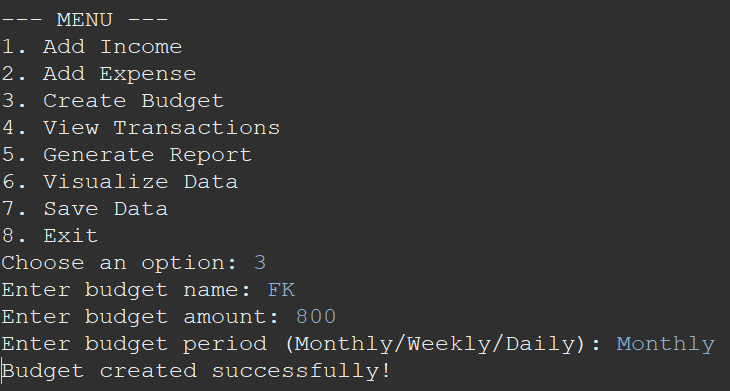 --- MENU ---
1. Add Income
2. Add Expense
3. Create Budget
4. View Transactions
5. Generate Report
6. Visualize Data
7. Save Data
8. Exit
Choose an option: 3
Enter budget name: FK
Enter budget amount: 800
Enter budget period (Monthly/Weekly/Daily): Monthly
Budget created successfully!